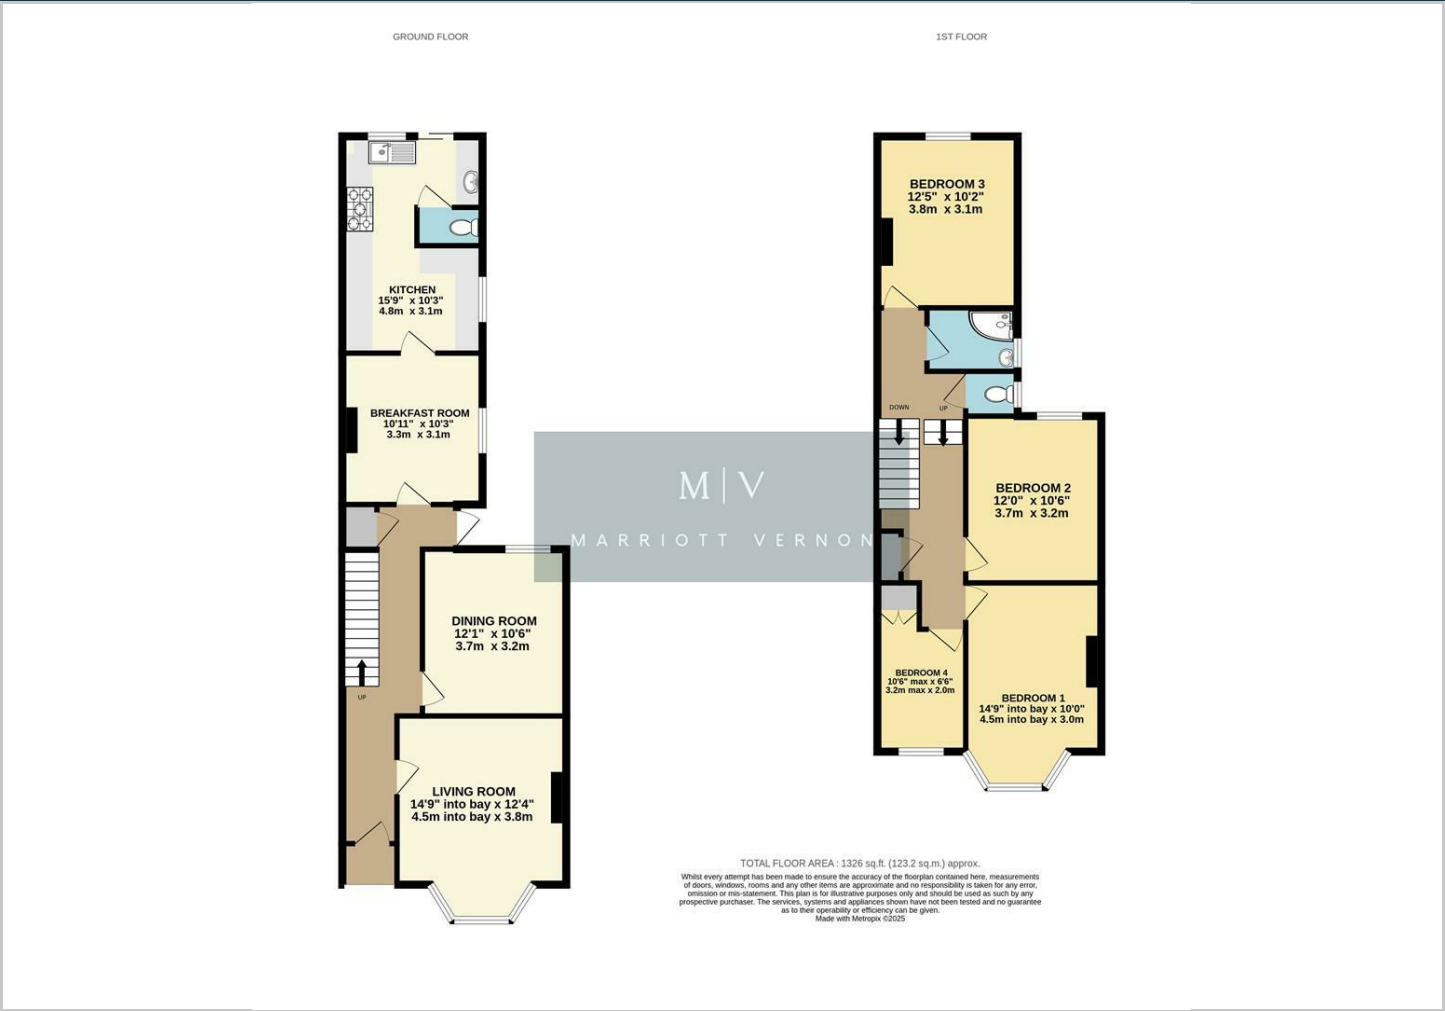 GROUND FLOOR
1ST FLOOR
KITCHEN
15'9" x 10'3"
4.8m x 3.1m
BREAKFAST ROOM
10'11" x 10'3"
3.3m x 3.1m
DINING ROOM
12'1" x 10'6"
3.7m x 3.2m
UP
LIVING ROOM
14'9" into bay x 12'4"
4.5m into bay x 3.8m
M|V
MARRIOTT VERNON
BEDROOM 3
12'5" x 10'2"
3.8m x 3.1m
DOWN
UP
BEDROOM 2
12'0" x 10'6"
3.7m x 3.2m
BEDROOM 4
10'6" max x 6'6"
3.2m max x 2.0m
BEDROOM 1
14'9" into bay x 10'0"
4.5m into bay x 3.0m
TOTAL FLOOR AREA : 1326 sq.ft. (123.2 sq.m.) approx.
Whilst every attempt has been made to ensure the accuracy of the floorplan contained here, measurements
of doors, windows, rooms and any other items are approximate and no responsibility is taken for any error,
omission or mis-statement. This plan is for illustrative purposes only and should be used as such by any
prospective purchaser. The services, systems and appliances shown have not been tested and no guarantee
as to their operability or efficiency can be given.
Made with Metropix ©2025